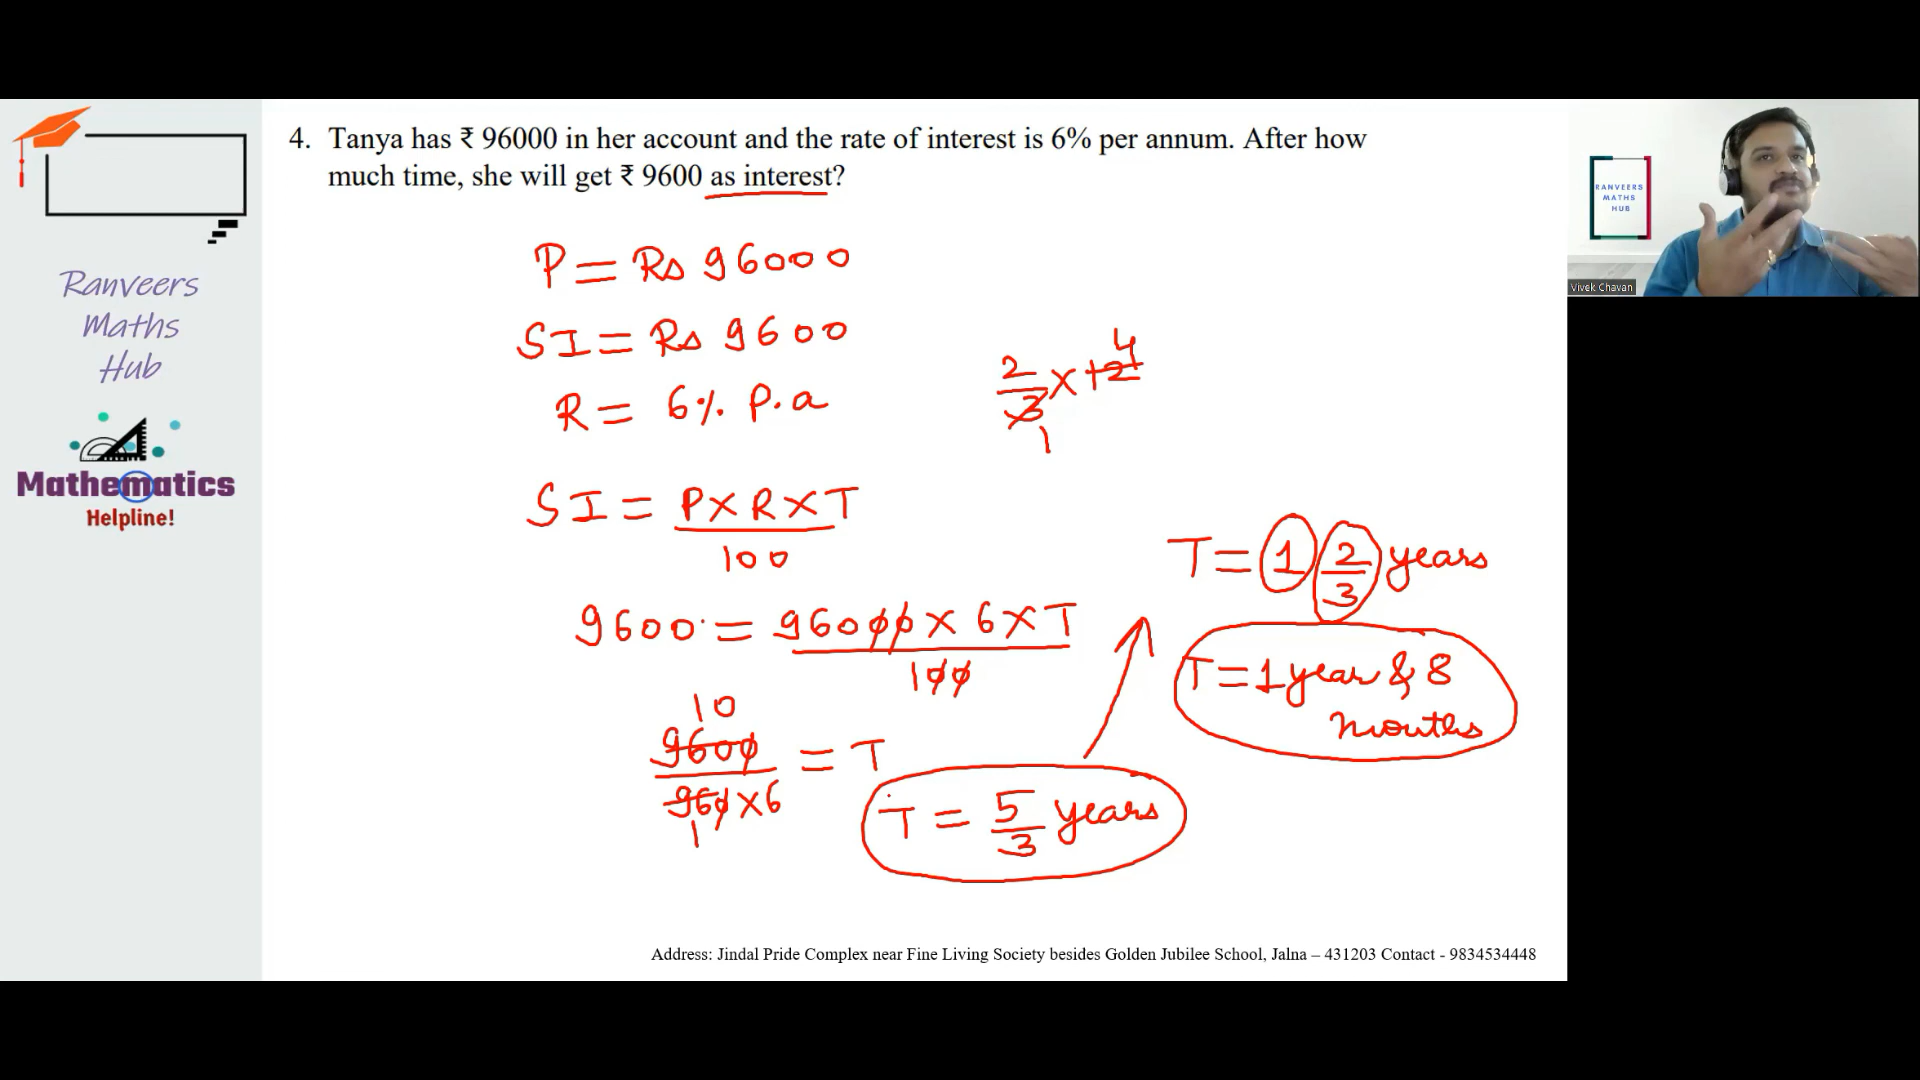 4. Tanya has ₹ 96000 in her account and the rate of interest is 6% per annum. After how
much time, she will get ₹ 9600 as interest?
Ranveers
Maths
Hub
Mathematics
Helpline!
RANVEERS
MATHS
HUB
Vivek Chavan
P = Rs 96000
SI = Rs 9600
R = 6% P.a
2/3 x 12 4
1
SI = P x R x T
100
9600 = 96000 x 6 x T
100
10
9600 = T
960 x 6
1
T = 5/3 years
T = 1 2/3 years
T = 1 year & 8
months
Address: Jindal Pride Complex near Fine Living Society besides Golden Jubilee School, Jalna – 431203 Contact - 9834534448